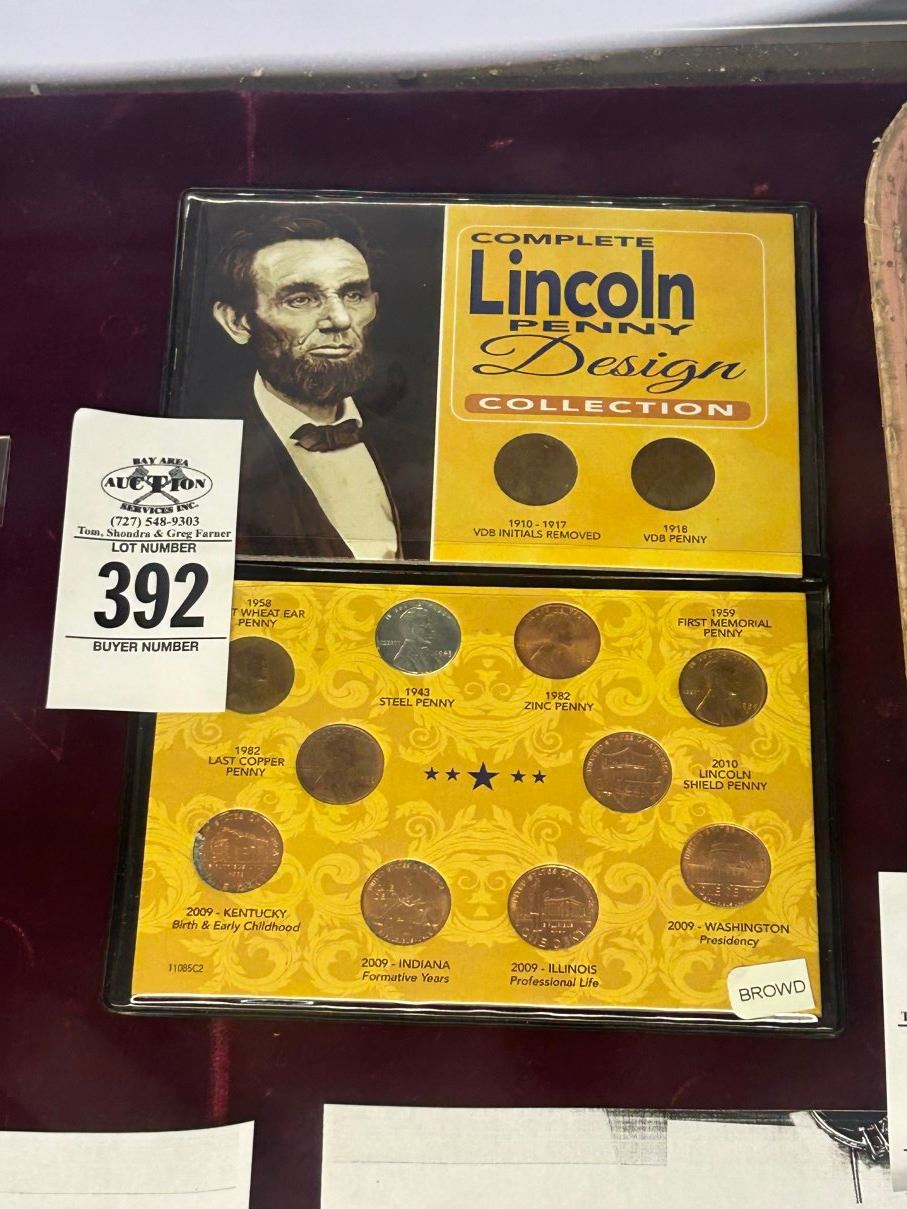 COMPLETE
Lincoln
PENNY
Design
COLLECTION
1910 - 1917
VDB INITIALS REMOVED
1918
VDB PENNY
BAY AREA
AUCTION
SERVICES INC.
(727) 548-9303
Tom, Shondra & Greg Farner
LOT NUMBER
392
BUYER NUMBER
1958
T WHEAT EAR
PENNY
1943
STEEL PENNY
1982
ZINC PENNY
1959
FIRST MEMORIAL
PENNY
1982
LAST COPPER
PENNY
2010
LINCOLN
SHIELD PENNY
2009 - KENTUCKY
Birth & Early Childhood
2009 - INDIANA
Formative Years
2009 - ILLINOIS
Professional Life
2009 - WASHINGTON
Presidency
11085C2
BROWD